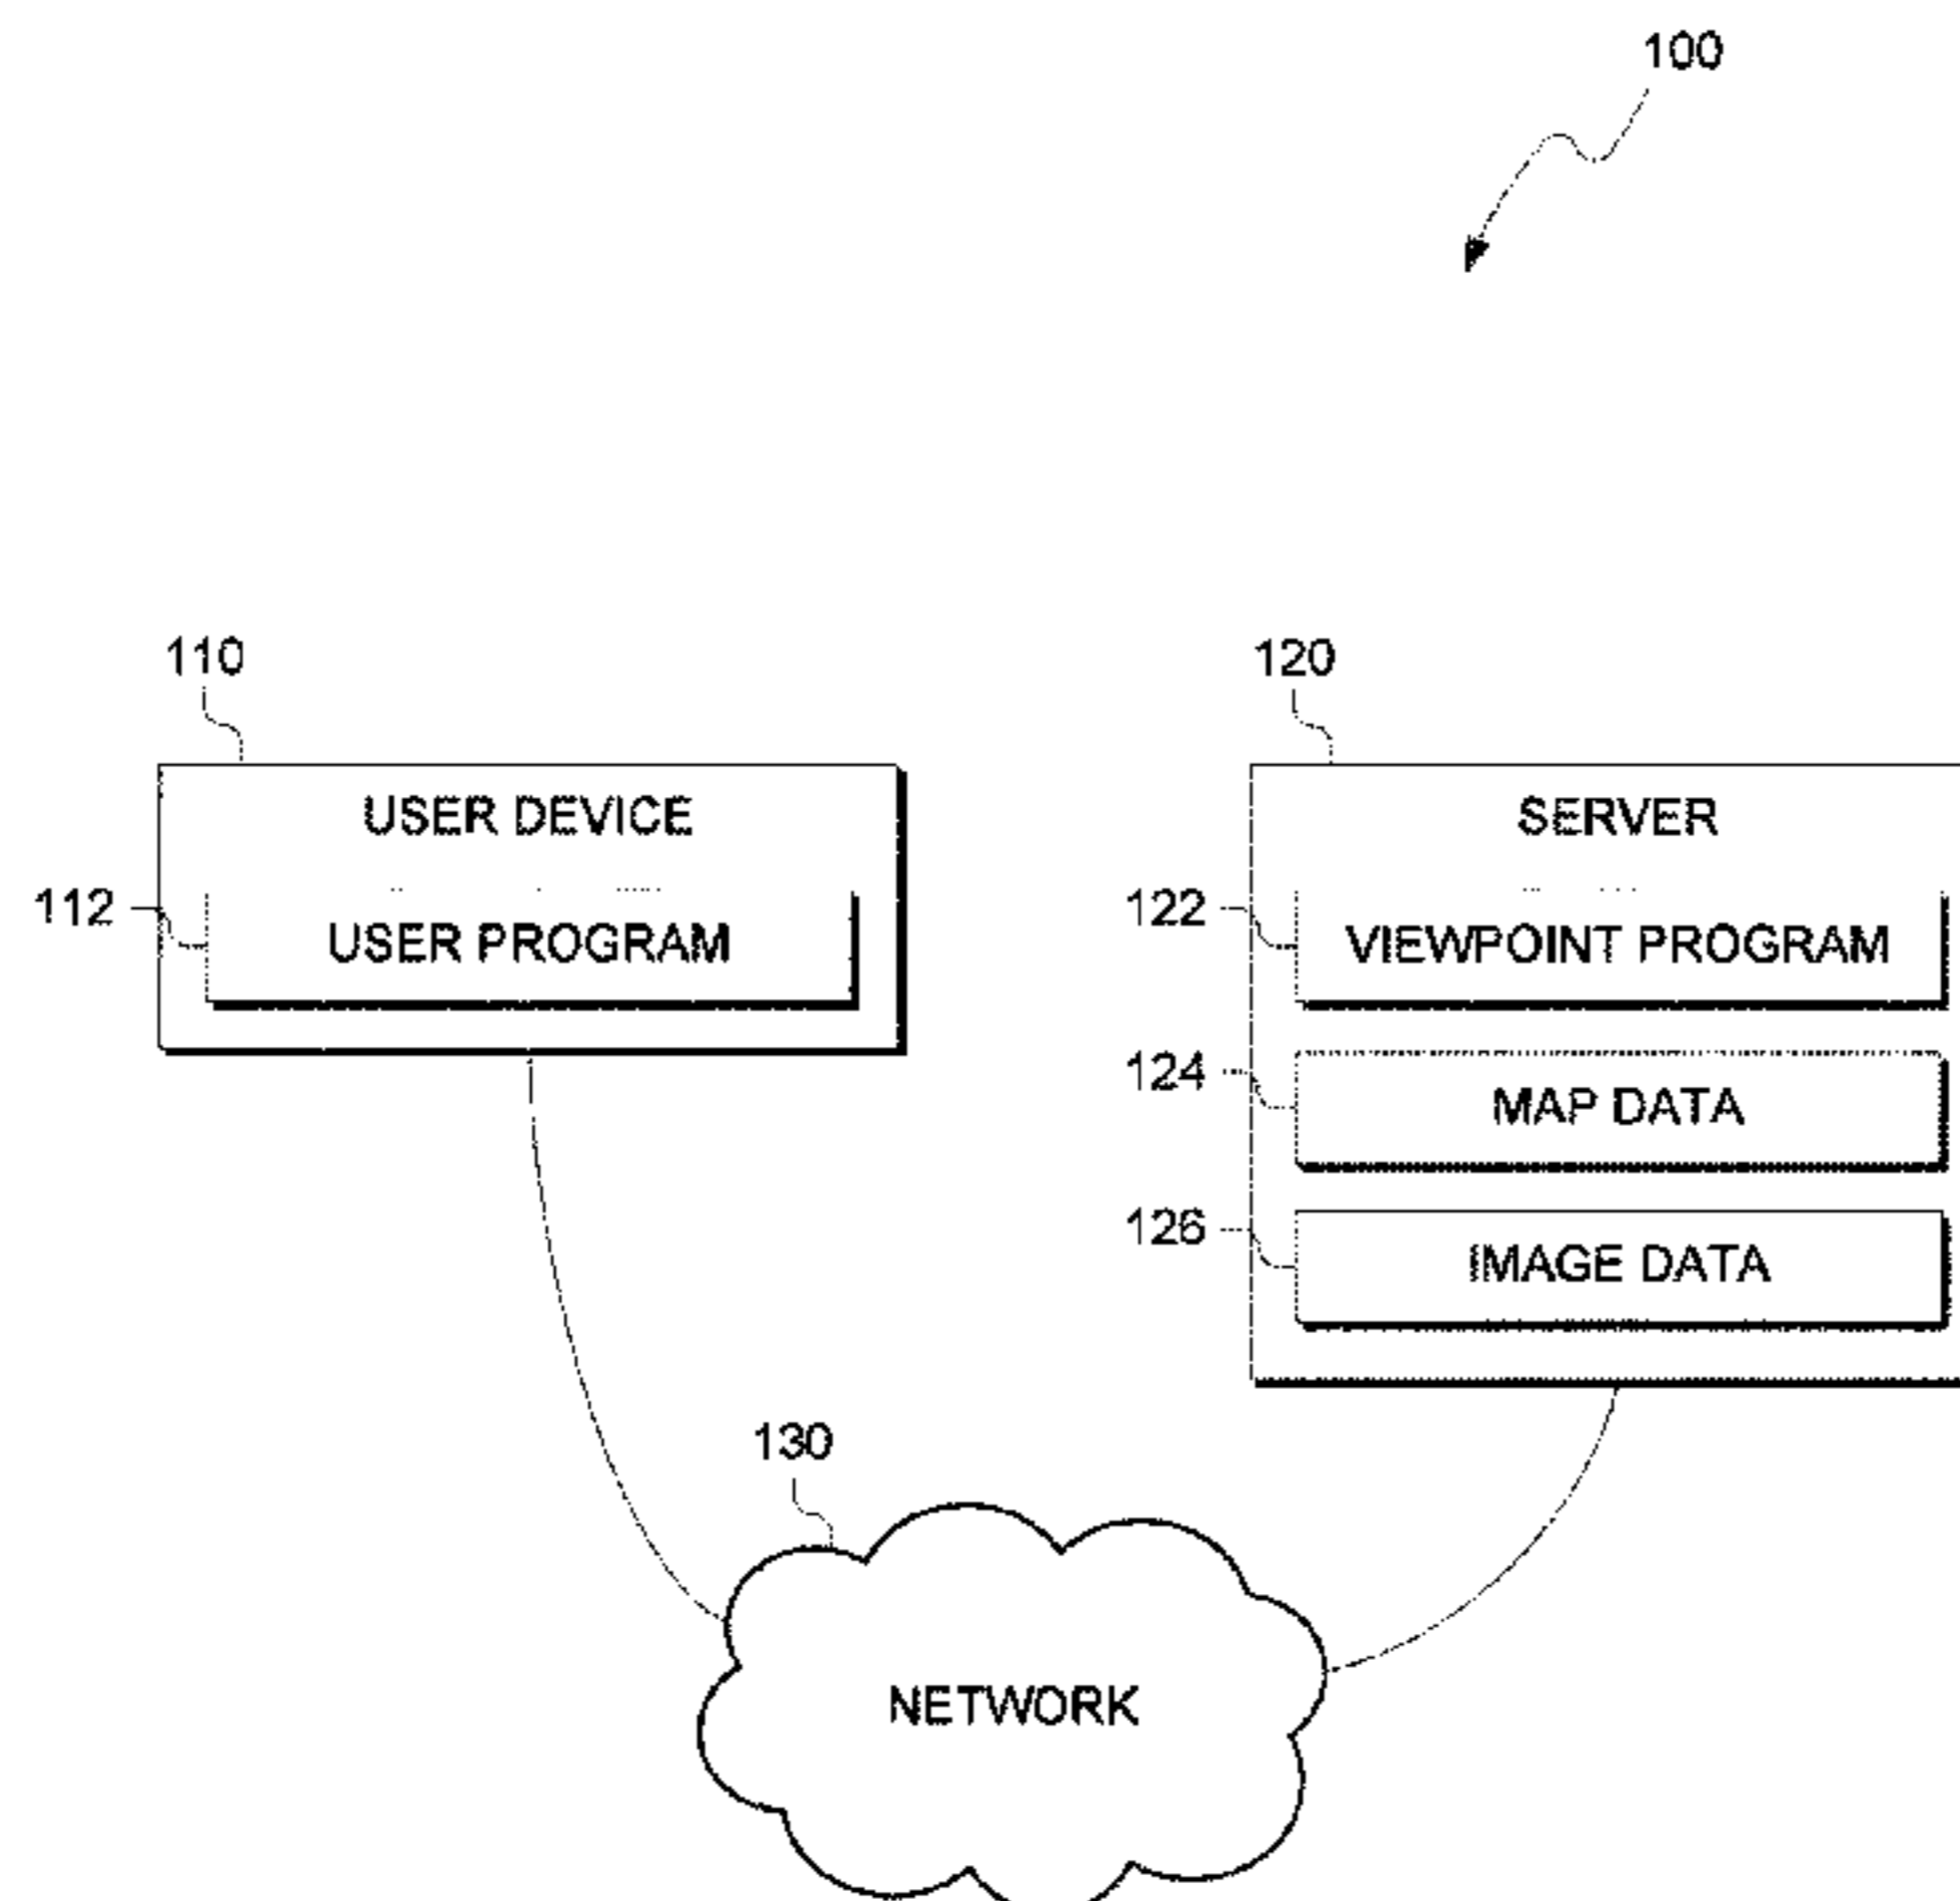 100
110
120
USER DEVICE
SERVER
112
USER PROGRAM
122
VIEWPOINT PROGRAM
124
MAP DATA
126
IMAGE DATA
130
NETWORK